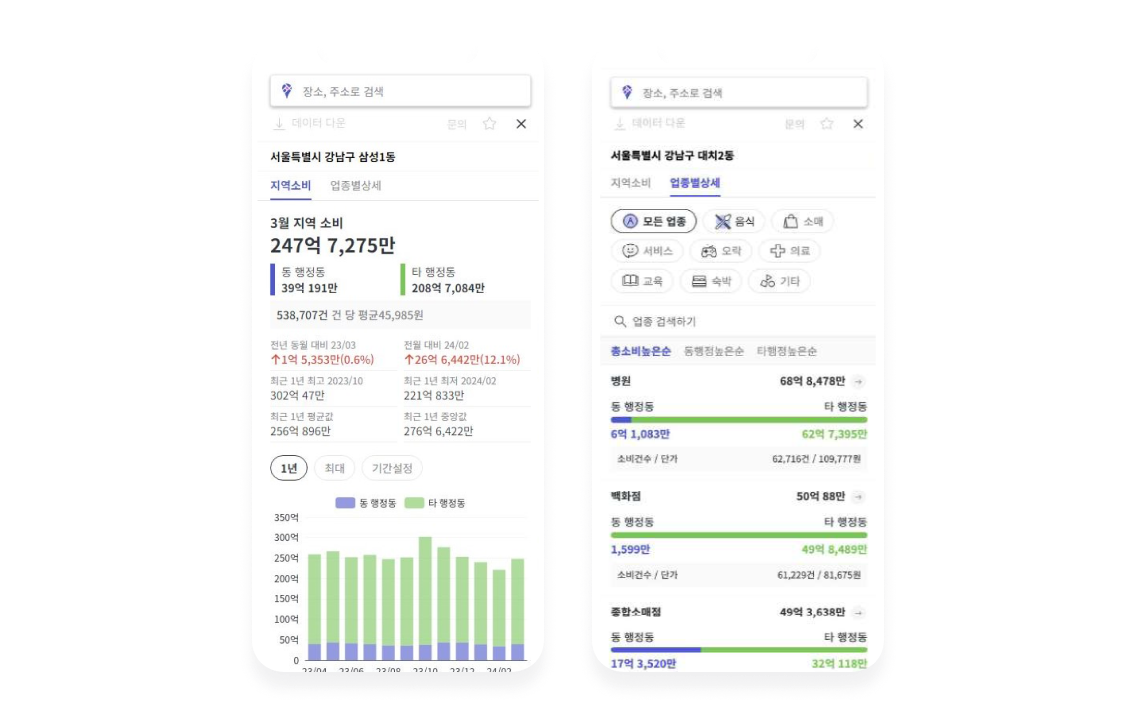 장소, 주소로 검색
데이터 다운 문의
서울특별시 강남구 삼성1동
지역소비 업종별상세
3월 지역 소비
247억 7,275만
동 행정동 타 행정동
39억 191만 208억 7,084만
538,707건 건 당 평균45,985원
전년 동월 대비 23/03 전월 대비 24/02
↑1억 5,353만(0.6%) ↑26억 6,442만(12.1%)
최근 1년 최고 2023/10 최근 1년 최저 2024/02
302억 47만 221억 833만
최근 1년 평균값 최근 1년 중앙값
256억 896만 276억 6,422만
1년 최대 기간설정
동 행정동 타 행정동
350억
300억
250억
200억
150억
100억
50억
0
23/04 23/06 23/08 23/10 23/12 24/02
장소, 주소로 검색
데이터 다운 문의
서울특별시 강남구 대치2동
지역소비 업종별상세
모든 업종 음식 소매
서비스 오락 의료
교육 숙박 기타
업종 검색하기
총소비높은순 동행정높은순 타행정높은순
병원 68억 8,478만 →
동 행정동 타 행정동
6억 1,083만 62억 7,395만
소비건수 / 단가 62,716건 / 109,777원
백화점 50억 88만 →
동 행정동 타 행정동
1,599만 49억 8,489만
소비건수 / 단가 61,229건 / 81,675원
종합소매점 49억 3,638만 →
동 행정동 타 행정동
17억 3,520만 32억 118만